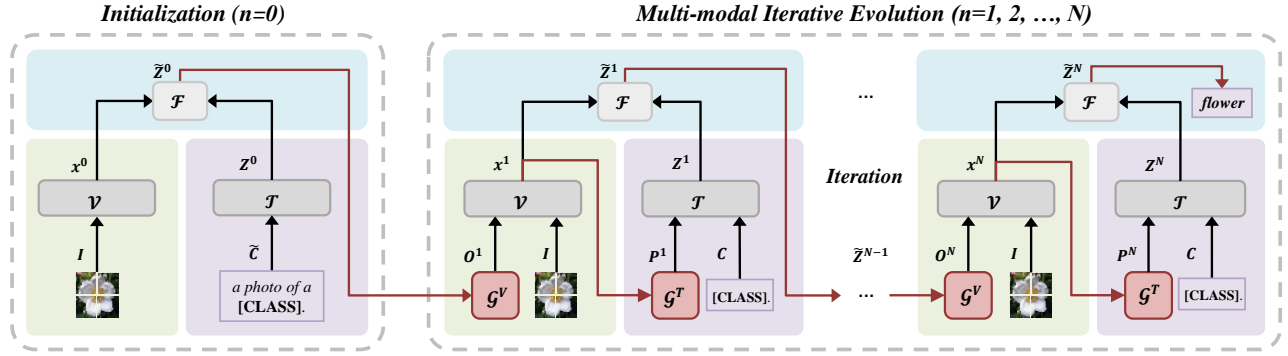 Initialization (n=0)
Z̃⁰
ℱ
x⁰
Z⁰
𝒱
𝒯
I
C̃
a photo of a
[CLASS].
Multi-modal Iterative Evolution (n=1, 2, …, N)
Z̃¹
ℱ
x¹
Z¹
𝒱
𝒯
O¹
I
P¹
C
𝒢ⱽ
𝒢ᵀ
[CLASS].
...
Iteration
Z̃ᴺ⁻¹
...
Z̃ᴺ
ℱ
flower
xᴺ
Zᴺ
𝒱
𝒯
Oᴺ
I
Pᴺ
C
𝒢ⱽ
𝒢ᵀ
[CLASS].